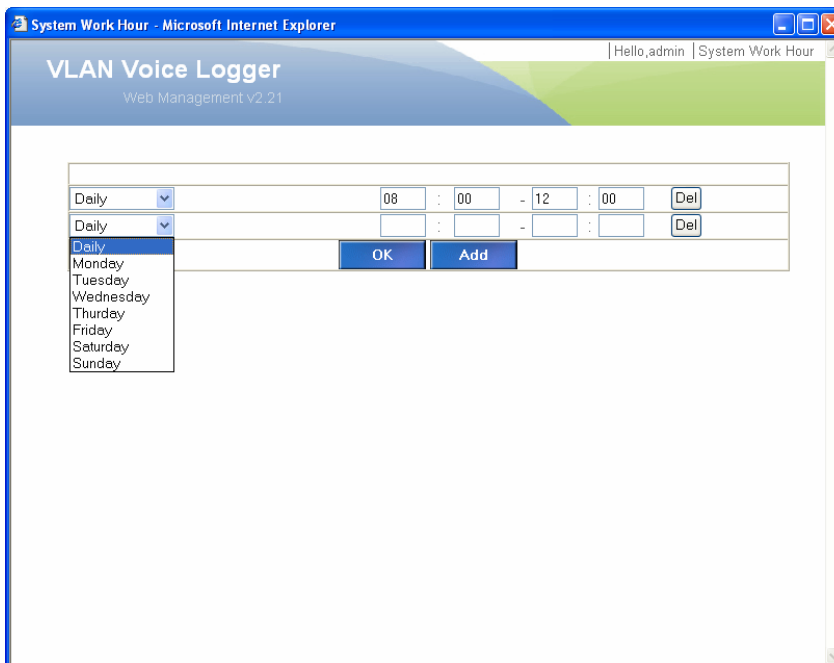 System Work Hour - Microsoft Internet Explorer
Hello,admin | System Work Hour
VLAN Voice Logger
Web Management v2.21
Daily 08 : 00 - 12 : 00 Del
Daily : - : Del
Daily
Monday
Tuesday
Wednesday
Thurday
Friday
Saturday
Sunday
OK Add